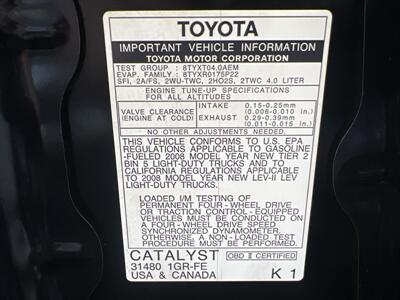 TOYOTA
IMPORTANT VEHICLE INFORMATION
TOYOTA MOTOR CORPORATION
TEST GROUP : 8TYXT04.0AEM
EVAP. FAMILY : 8TYXR0175P22
SFI, 2A/FS, 2WU-TWC, 2HO2S, 2TWC 4.0 LITER
ENGINE TUNE-UP SPECIFICATIONS
FOR ALL ALTITUDES
VALVE CLEARANCE (ENGINE AT COLD)
INTAKE 0.15-0.25mm
(0.006-0.010 in.)
EXHAUST 0.29-0.39mm
(0.011-0.015 in.)
NO OTHER ADJUSTMENTS NEEDED.
THIS VEHICLE CONFORMS TO U.S. EPA
REGULATIONS APPLICABLE TO GASOLINE
-FUELED 2008 MODEL YEAR NEW TIER 2
BIN 5 LIGHT-DUTY TRUCKS AND TO
CALIFORNIA REGULATIONS APPLICABLE
TO 2008 MODEL YEAR NEW LEV-II LEV
LIGHT-DUTY TRUCKS.
LOADED I/M TESTING OF
PERMANENT FOUR-WHEEL DRIVE
OR TRACTION CONTROL-EQUIPPED
VEHICLES MUST BE CONDUCTED ON
A FOUR-WHEEL DRIVE SPEED
SYNCHRONIZED DYNAMOMETER.
OTHERWISE, A NON-LOADED TEST
PROCEDURE MUST BE USED.
CATALYST OBD II CERTIFIED
31480 1GR-FE
USA & CANADA K 1